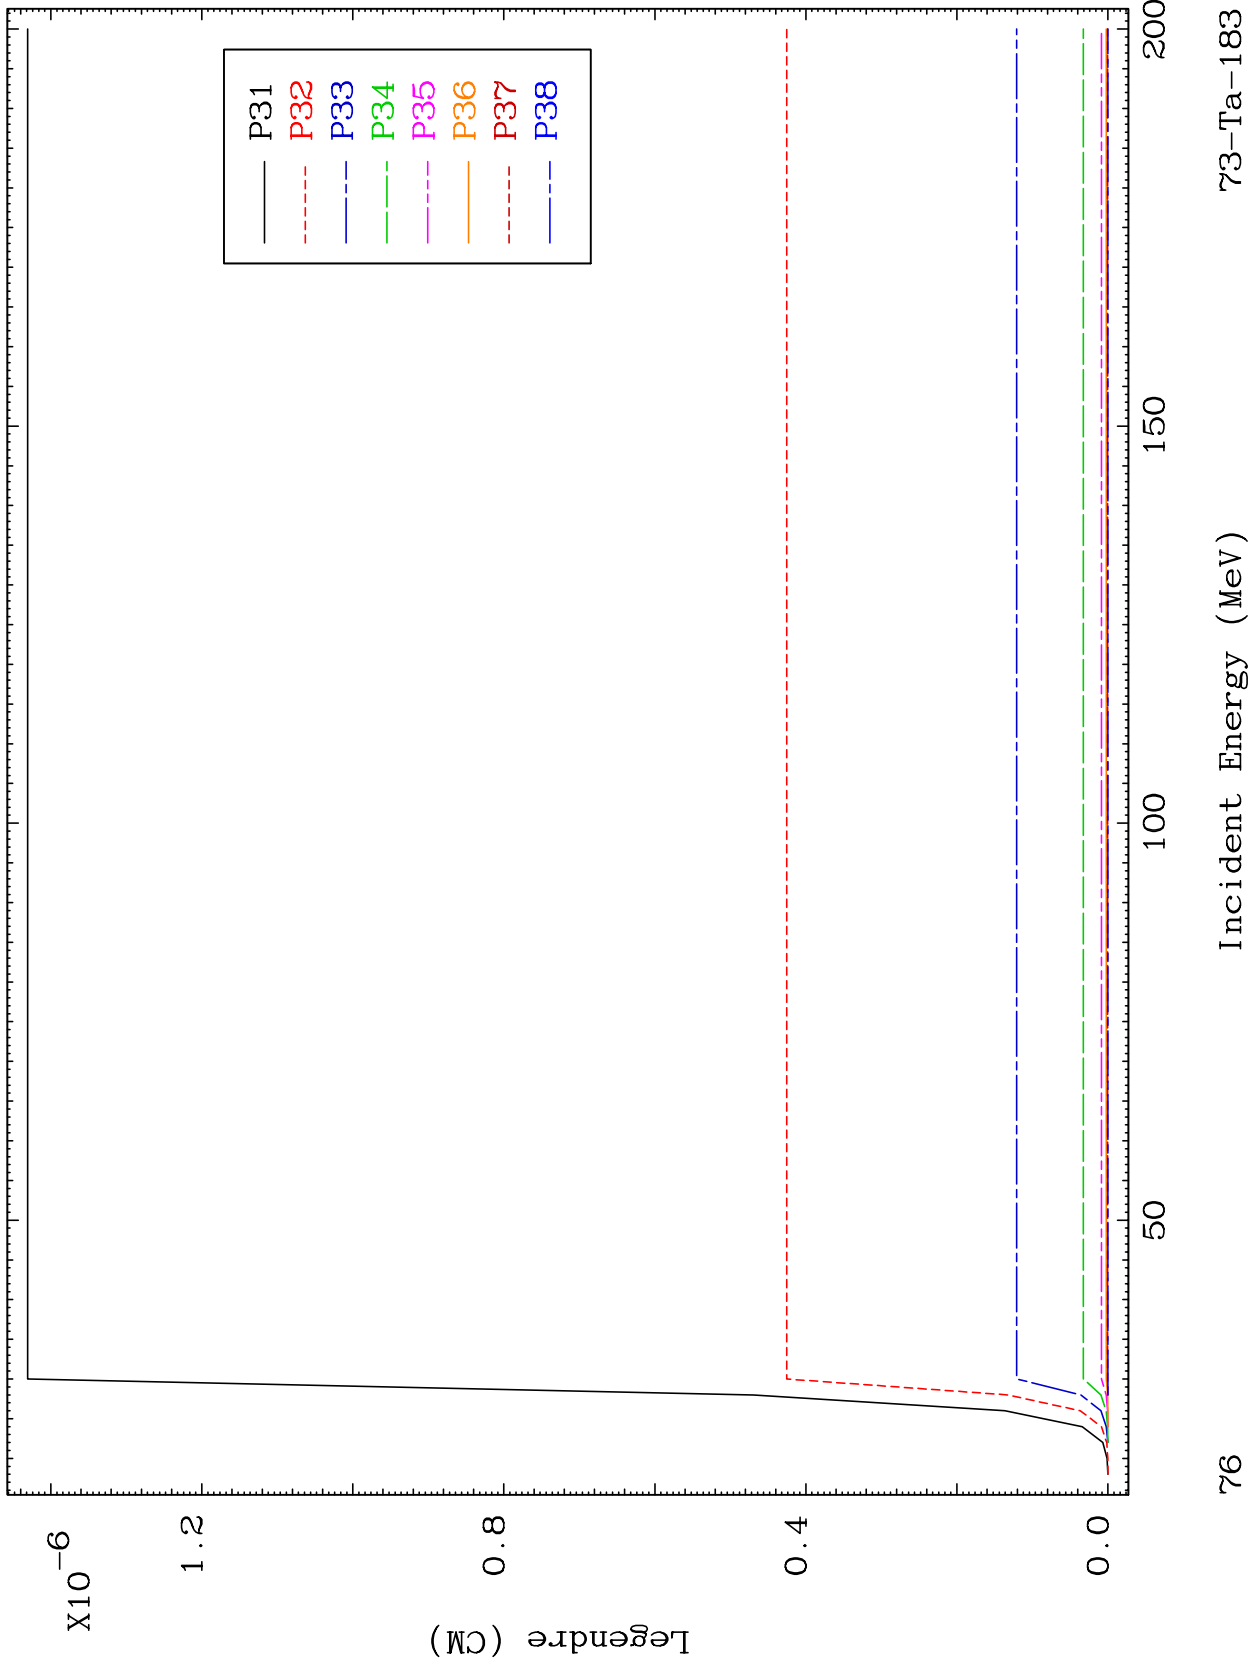 X10−6
Legendre (CM)
1.2
0.8
0.4
0.0
P31
P32
P33
P34
P35
P36
P37
P38
50
100
150
200
76
Incident Energy (MeV)
73−Ta−183